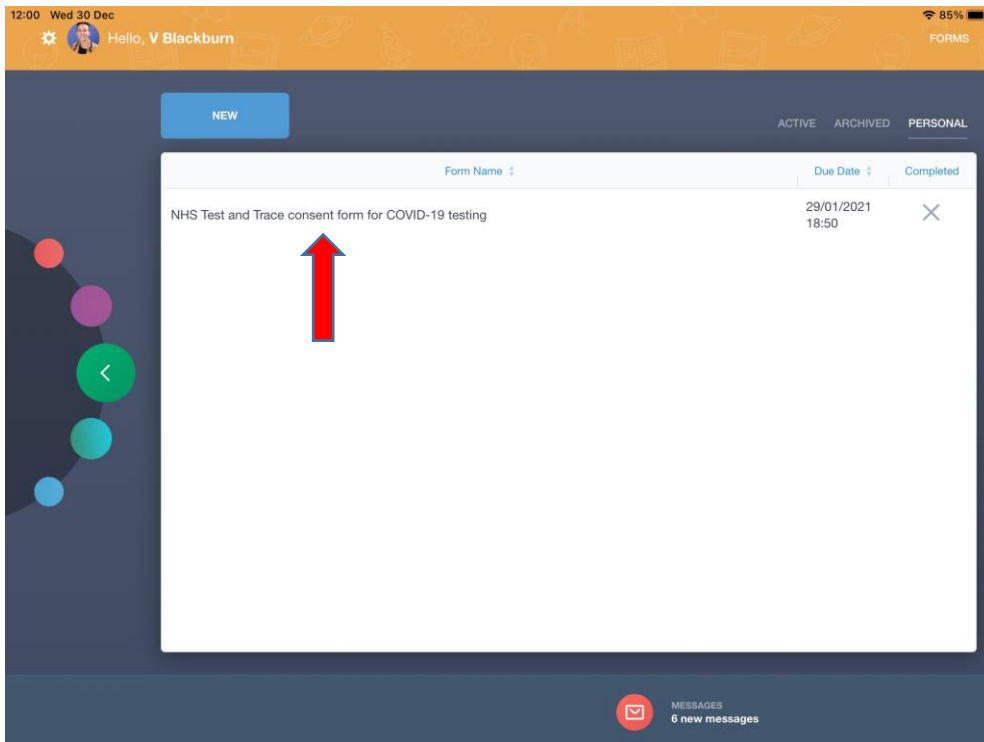 12:00 Wed 30 Dec
85%
Hello, V Blackburn
FORMS
NEW
ACTIVE ARCHIVED PERSONAL
Form Name Due Date Completed
NHS Test and Trace consent form for COVID-19 testing
29/01/2021
18:50
MESSAGES
6 new messages